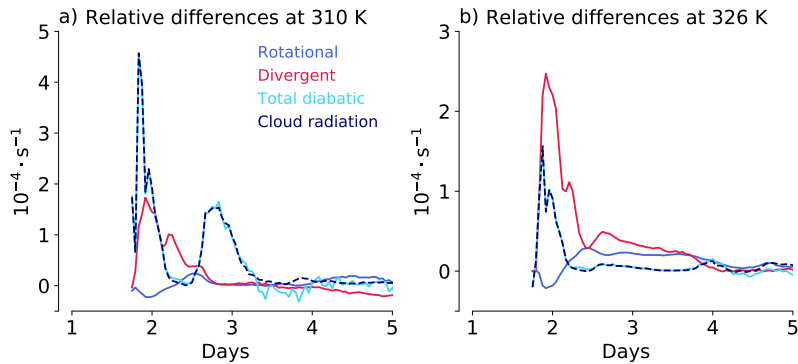 a) Relative differences at 310 K
5
4
3
2
1
0
10⁻⁴ · s⁻¹
Rotational
Divergent
Total diabatic
Cloud radiation
1 2 3 4 5
Days
b) Relative differences at 326 K
3
2
1
0
10⁻⁴ · s⁻¹
1 2 3 4 5
Days